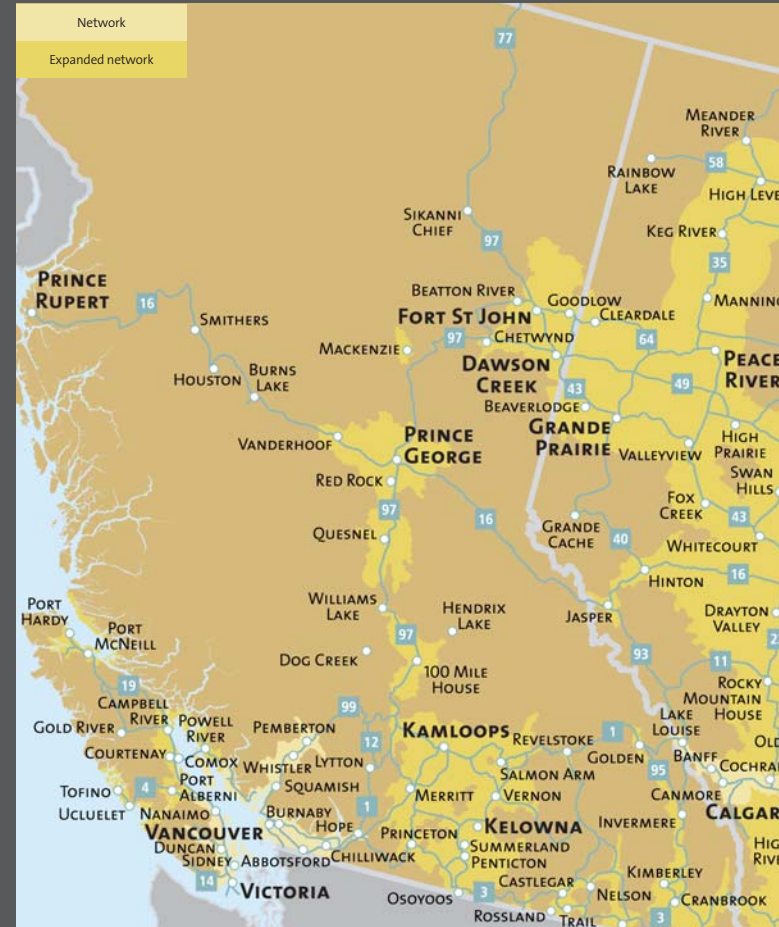 Network
Expanded network
77
MEANDER
RIVER
58
RAINBOW
LAKE
HIGH LEVE
SIKANNI
CHIEF
97
KEG RIVER
35
PRINCE
RUPERT
16
BEATTON RIVER
GOODLOW
MANNING
SMITHERS
FORT ST JOHN
CLEARDALE
MACKENZIE
97
CHETWYND
64
HOUSTON
BURNS
LAKE
DAWSON
CREEK
43
49
PEACE
RIVER
BEAVERLODGE
VANDERHOOF
PRINCE
GEORGE
GRANDE
PRAIRIE
VALLEYVIEW
HIGH
PRAIRIE
RED ROCK
SWAN
HILLS
97
FOX
CREEK
16
43
QUESNEL
GRANDE
CACHE
40
WHITECOURT
HINTON
16
PORT
HARDY
WILLIAMS
LAKE
HENDRIX
LAKE
JASPER
DRAYTON
VALLEY
PORT
MCNEILL
97
2
DOG CREEK
93
11
100 MILE
HOUSE
19
ROCKY
MOUNTAIN
HOUSE
CAMPBELL
RIVER
99
LAKE
LOUISE
GOLD RIVER
POWELL
RIVER
PEMBERTON
12
KAMLOOPS
REVELSTOKE
1
OLD
COURTENAY
COMOX
WHISTLER
LYTTON
GOLDEN
BANFF
COCHRA
SALMON ARM
95
TOFINO
4
PORT
ALBERNI
SQUAMISH
MERRITT
VERNON
CANMORE
UCLUELET
NANAIMO
BURNABY
1
CALGAR
VANCOUVER
HOPE
PRINCETON
KELOWNA
INVERMERE
DUNCAN
SUMMERLAND
HIG
RIVE
SIDNEY
ABBOTSFORD
CHILLIWACK
PENTICTON
14
VICTORIA
CASTLEGAR
KIMBERLEY
OSOYOOS
3
NELSON
CRANBROOK
ROSSLAND
TRAIL
3